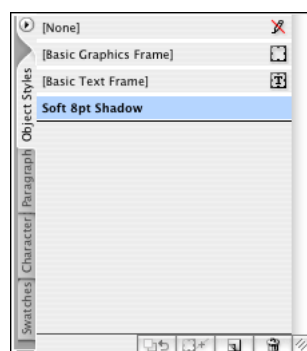 [None]
[Basic Graphics Frame]
[Basic Text Frame]
Soft 8pt Shadow
Object Styles
Paragraph
Character
Swatches